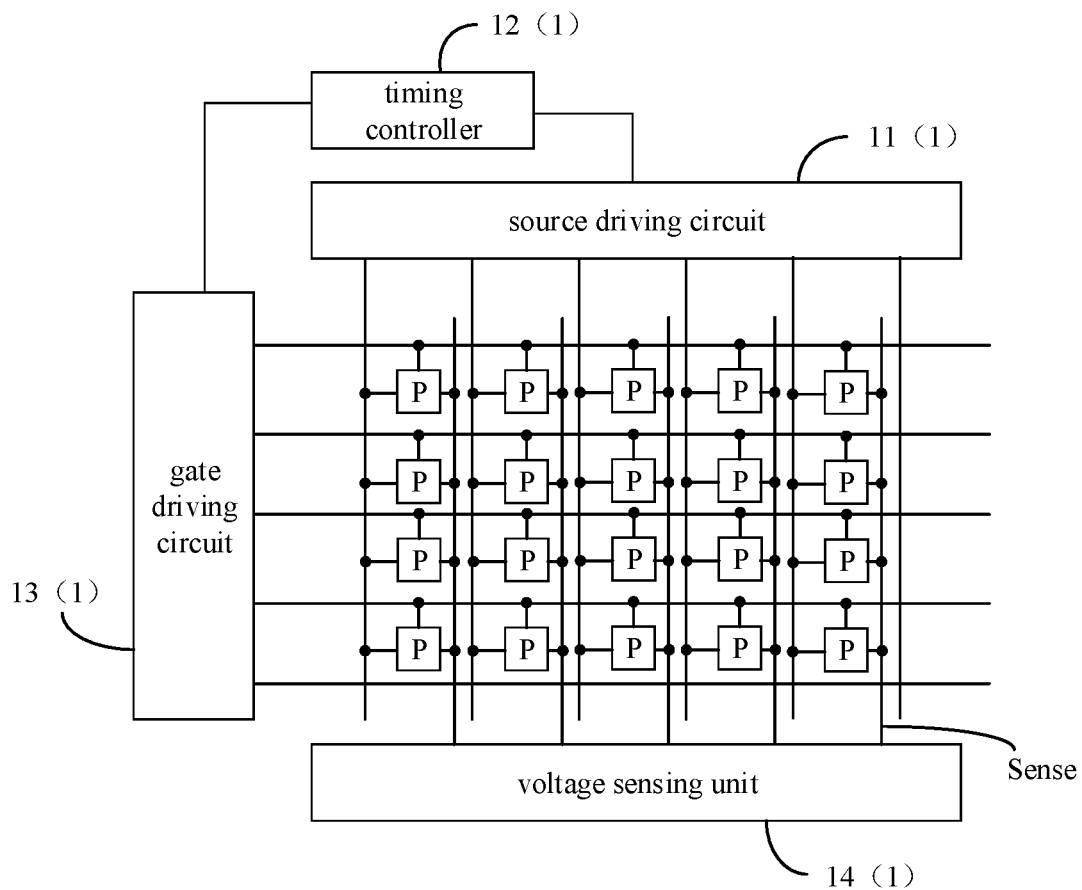 12（1）
timing
controller
11（1）
source driving circuit
P P P P P
P P P P P
gate
driving
circuit
P P P P P
13（1）
P P P P P
voltage sensing unit
Sense
14（1）